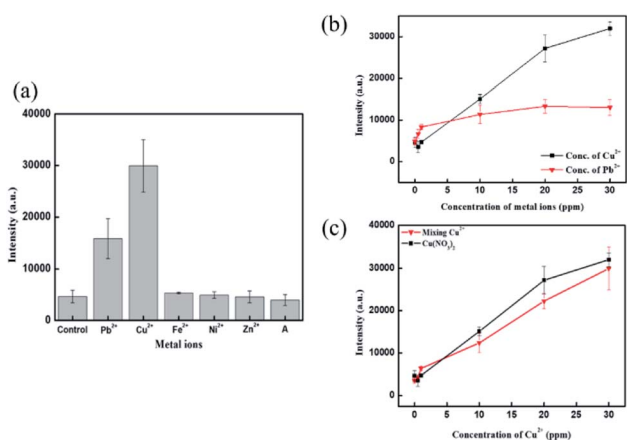 (a)
Intensity (a.u.)
40000
30000
20000
10000
0
Control Pb²⁺ Cu²⁺ Fe²⁺ Ni²⁺ Zn²⁺ A
Metal ions
(b)
Intensity (a.u.)
30000
20000
10000
0
Conc. of Cu²⁺
Conc. of Pb²⁺
0 5 10 15 20 25 30
Concentration of metal ions (ppm)
(c)
Intensity (a.u.)
Mixing Cu²⁺
Cu(NO₃)₂
40000
30000
20000
10000
0
0 5 10 15 20 25 30
Concentration of Cu²⁺ (ppm)